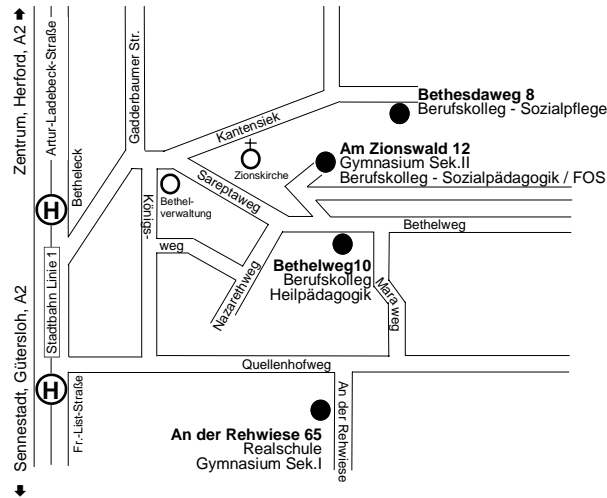 Zentrum, Herford, A2
Artur-Ladebeck-Straße
Gadderbaumer Str.
Bethesdaweg 8
Berufskolleg - Sozialpflege
Kantensiek
Am Zionswald 12
Gymnasium Sek.II
Berufskolleg - Sozialpädagogik / FOS
Zionskirche
Betheleck
Sareptaweg
Bethel-
verwaltung
H
Königs-
weg
Bethelweg
Bethelweg10
Berufskolleg
Heilpädagogik
Nazarethweg
Mara weg
Stadtbahn Linie 1
Sennestadt, Gütersloh, A2
Quellenhofweg
H
Fr.-List-Straße
An der Rehwiese
An der Rehwiese 65
Realschule
Gymnasium Sek.I